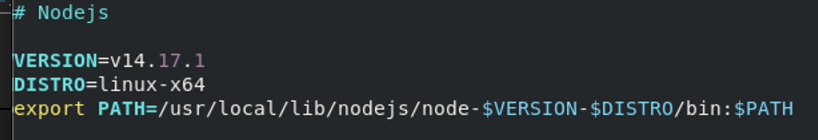 # Nodejs
VERSION=v14.17.1
DISTRO=linux-x64
export PATH=/usr/local/lib/nodejs/node-$VERSION-$DISTRO/bin:$PATH